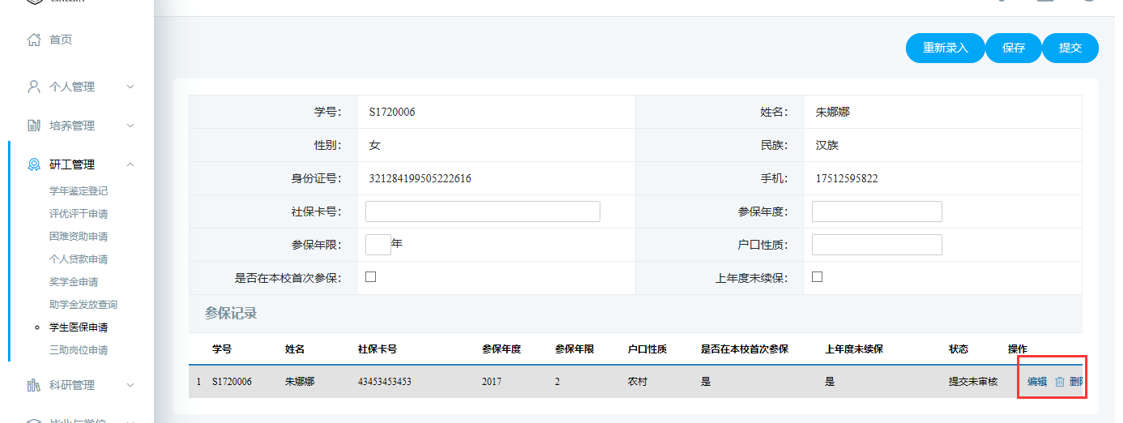 首页
重新录入 保存 提交
个人管理
培养管理
研工管理
学年鉴定登记
评优评干申请
困难资助申请
个人贷款申请
奖学金申请
助学金发放查询
学生医保申请
三助岗位申请
科研管理
学号： S1720006 姓名： 朱娜娜
性别： 女 民族： 汉族
身份证号： 321284199505222616 手机： 17512595822
社保卡号： 参保年度：
参保年限： 年 户口性质：
是否在本校首次参保： 上年度未续保：
参保记录
学号 姓名 社保卡号 参保年度 参保年限 户口性质 是否在本校首次参保 上年度未续保 状态 操作
1 S1720006 朱娜娜 43453453453 2017 2 农村 是 是 提交未审核 编辑